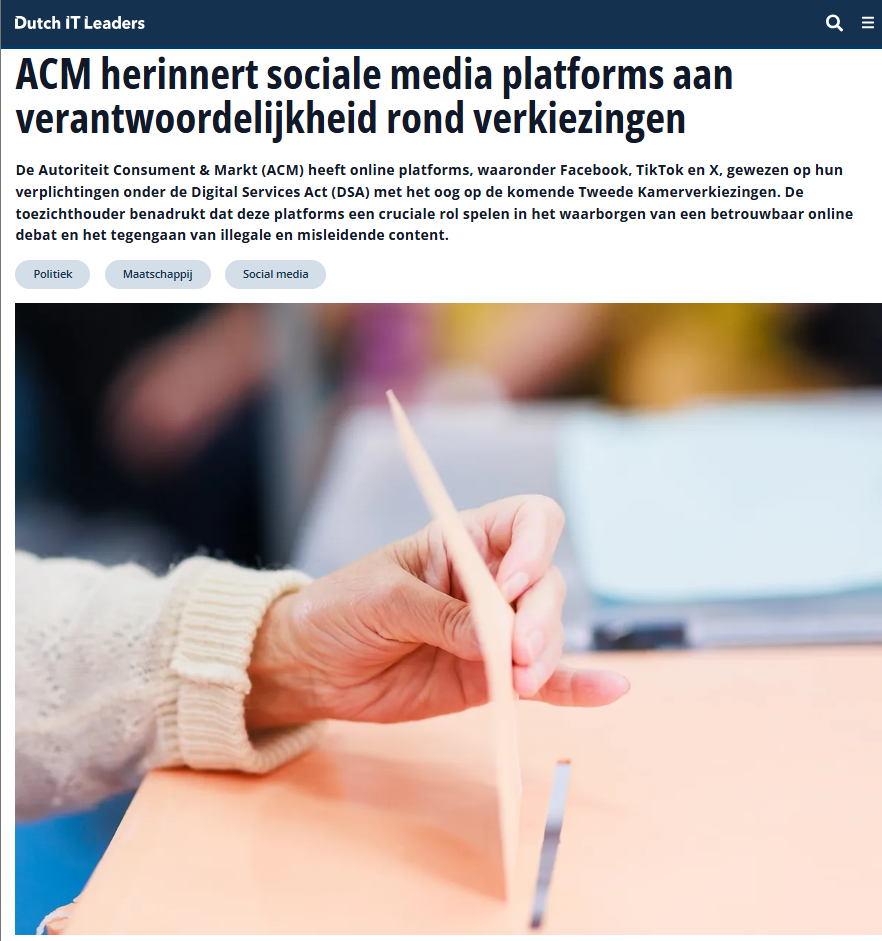 Dutch IT Leaders
ACM herinnert sociale media platforms aan
verantwoordelijkheid rond verkiezingen
De Autoriteit Consument & Markt (ACM) heeft online platforms, waaronder Facebook, TikTok en X, gewezen op hun
verplichtingen onder de Digital Services Act (DSA) met het oog op de komende Tweede Kamerverkiezingen. De
toezichthouder benadrukt dat deze platforms een cruciale rol spelen in het waarborgen van een betrouwbaar online
debat en het tegengaan van illegale en misleidende content.
Politiek Maatschappij Social media